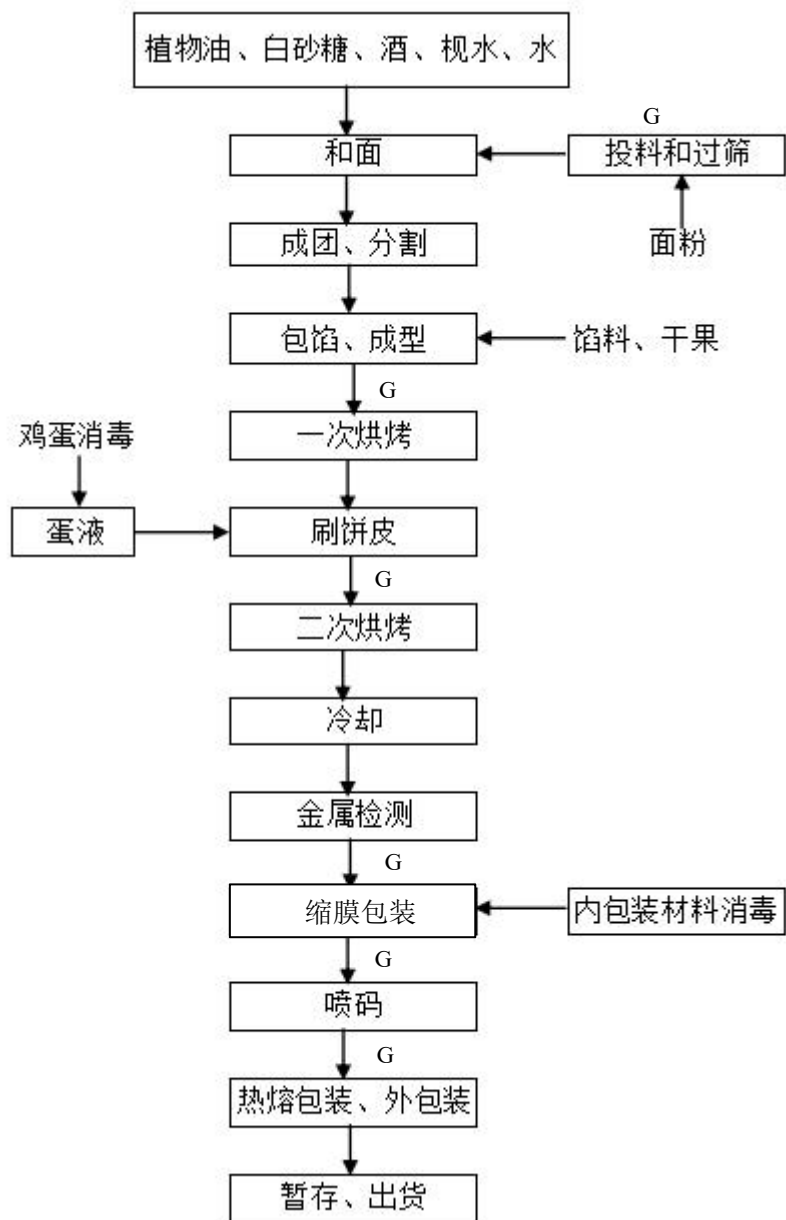 植物油、白砂糖、酒、枧水、水
G
和面
投料和过筛
成团、分割
面粉
包馅、成型
馅料、干果
G
一次烘烤
鸡蛋消毒
蛋液
刷饼皮
G
二次烘烤
冷却
金属检测
G
缩膜包装
内包装材料消毒
G
喷码
G
热熔包装、外包装
暂存、出货